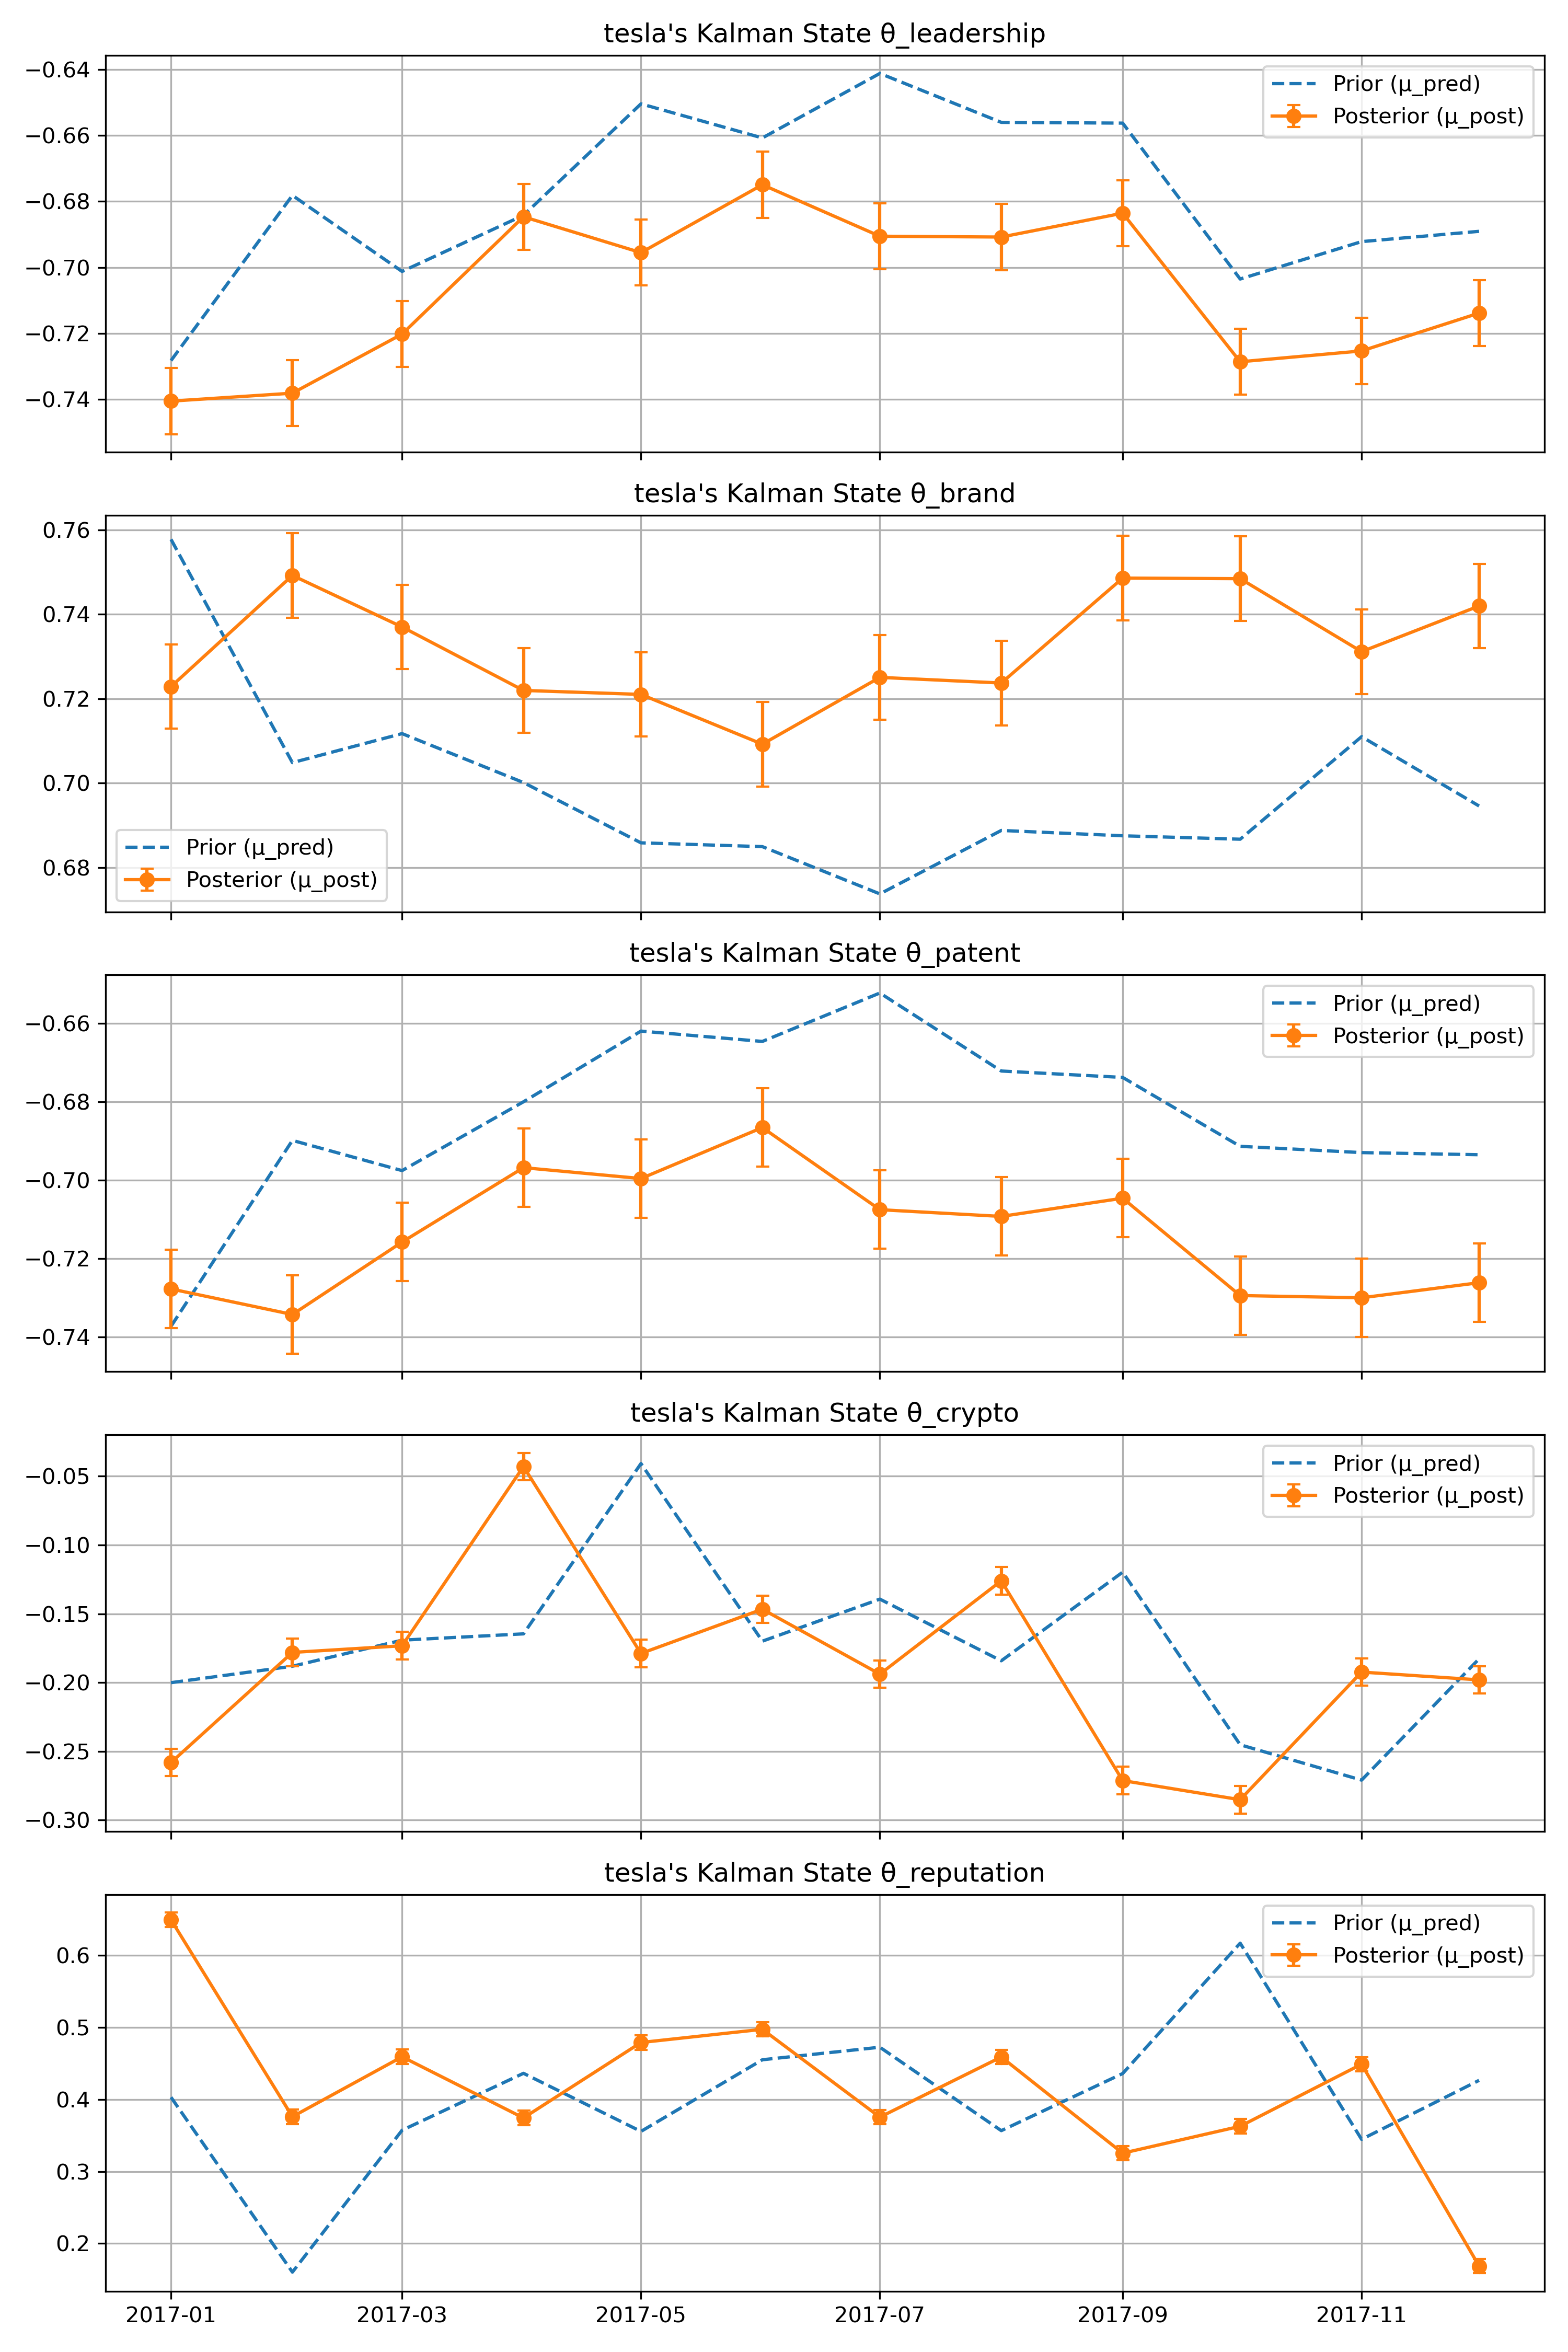 tesla's Kalman State θ_leadership
−0.64
−0.66
−0.68
−0.70
−0.72
−0.74
Prior (μ_pred)
Posterior (μ_post)
tesla's Kalman State θ_brand
0.76
0.74
0.72
0.70
0.68
Prior (μ_pred)
Posterior (μ_post)
tesla's Kalman State θ_patent
−0.66
−0.68
−0.70
−0.72
−0.74
Prior (μ_pred)
Posterior (μ_post)
tesla's Kalman State θ_crypto
−0.05
−0.10
−0.15
−0.20
−0.25
−0.30
Prior (μ_pred)
Posterior (μ_post)
tesla's Kalman State θ_reputation
0.6
0.5
0.4
0.3
0.2
Prior (μ_pred)
Posterior (μ_post)
2017-01 2017-03 2017-05 2017-07 2017-09 2017-11